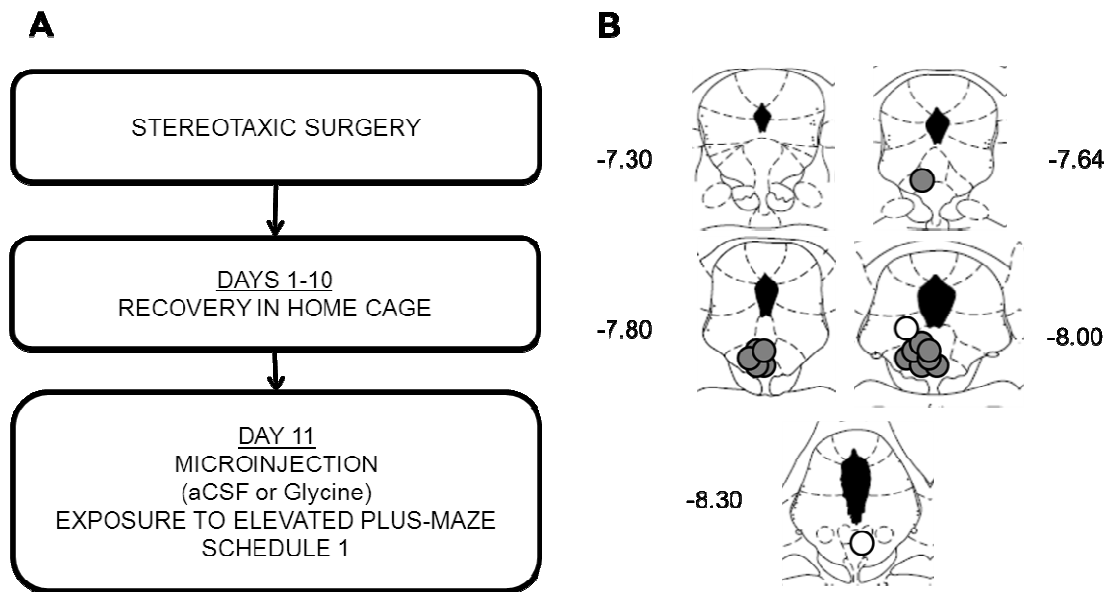 A
STEREOTAXIC SURGERY
DAYS 1-10
RECOVERY IN HOME CAGE
DAY 11
MICROINJECTION
(aCSF or Glycine)
EXPOSURE TO ELEVATED PLUS-MAZE
SCHEDULE 1
B
-7.30
-7.64
-7.80
-8.00
-8.30